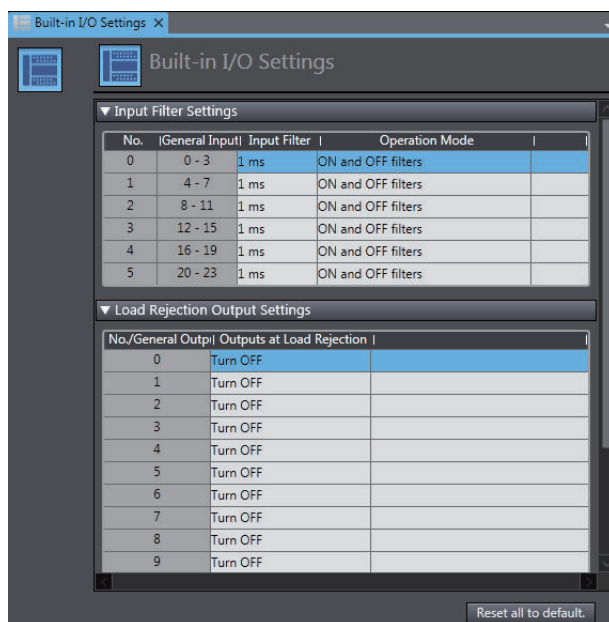 Built-in I/O Settings ×
Built-in I/O Settings
▼ Input Filter Settings
No. |General Input| Input Filter | Operation Mode | |
0 0 - 3 1 ms ON and OFF filters
1 4 - 7 1 ms ON and OFF filters
2 8 - 11 1 ms ON and OFF filters
3 12 - 15 1 ms ON and OFF filters
4 16 - 19 1 ms ON and OFF filters
5 20 - 23 1 ms ON and OFF filters
▼ Load Rejection Output Settings
No./General Outpu| Outputs at Load Rejection | |
0 Turn OFF
1 Turn OFF
2 Turn OFF
3 Turn OFF
4 Turn OFF
5 Turn OFF
6 Turn OFF
7 Turn OFF
8 Turn OFF
9 Turn OFF
Reset all to default.